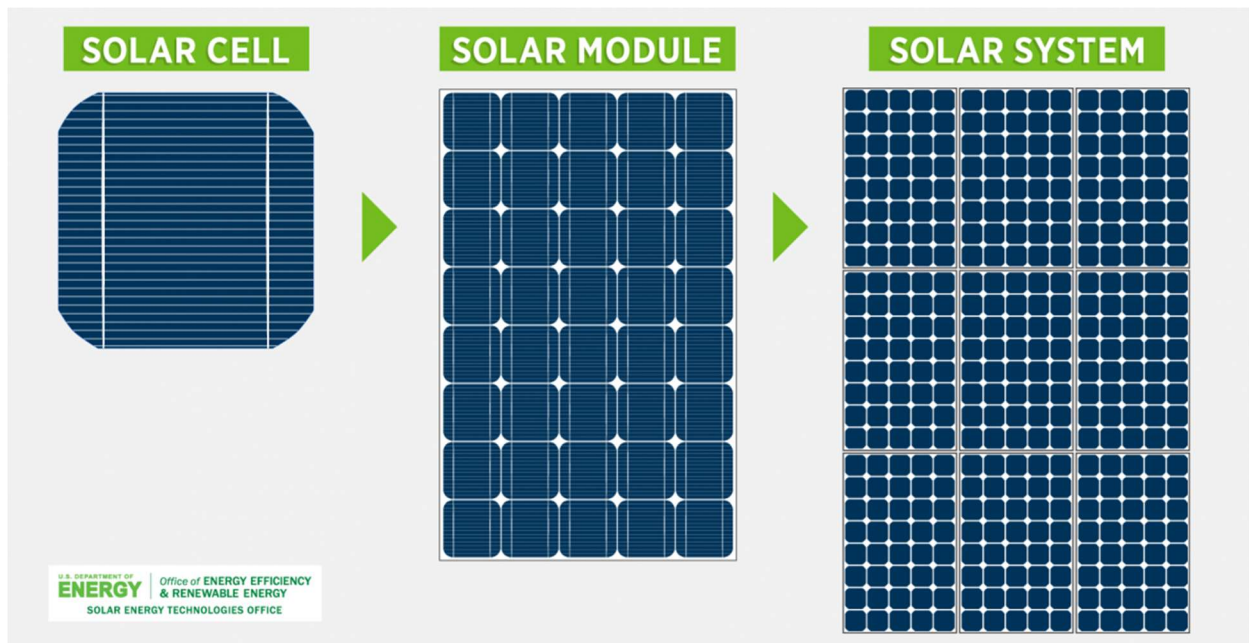 SOLAR CELL
SOLAR MODULE
SOLAR SYSTEM
U.S. DEPARTMENT OF
ENERGY
Office of ENERGY EFFICIENCY
& RENEWABLE ENERGY
SOLAR ENERGY TECHNOLOGIES OFFICE